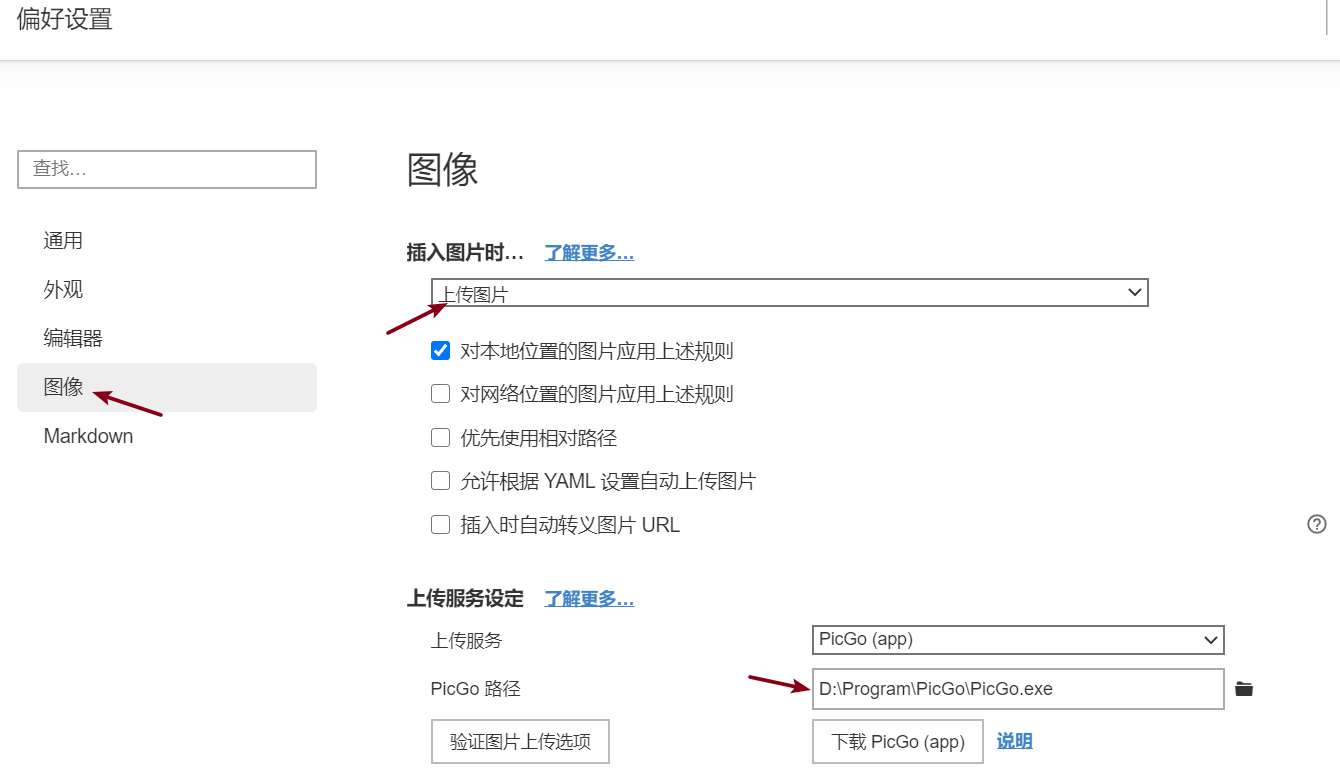 偏好设置
查找…
通用
外观
编辑器
图像
Markdown
图像
插入图片时… 了解更多…
上传图片
对本地位置的图片应用上述规则
对网络位置的图片应用上述规则
优先使用相对路径
允许根据 YAML 设置自动上传图片
插入时自动转义图片 URL
上传服务设定 了解更多…
上传服务 PicGo (app)
PicGo 路径 D:\Program\PicGo\PicGo.exe
验证图片上传选项 下载 PicGo (app) 说明